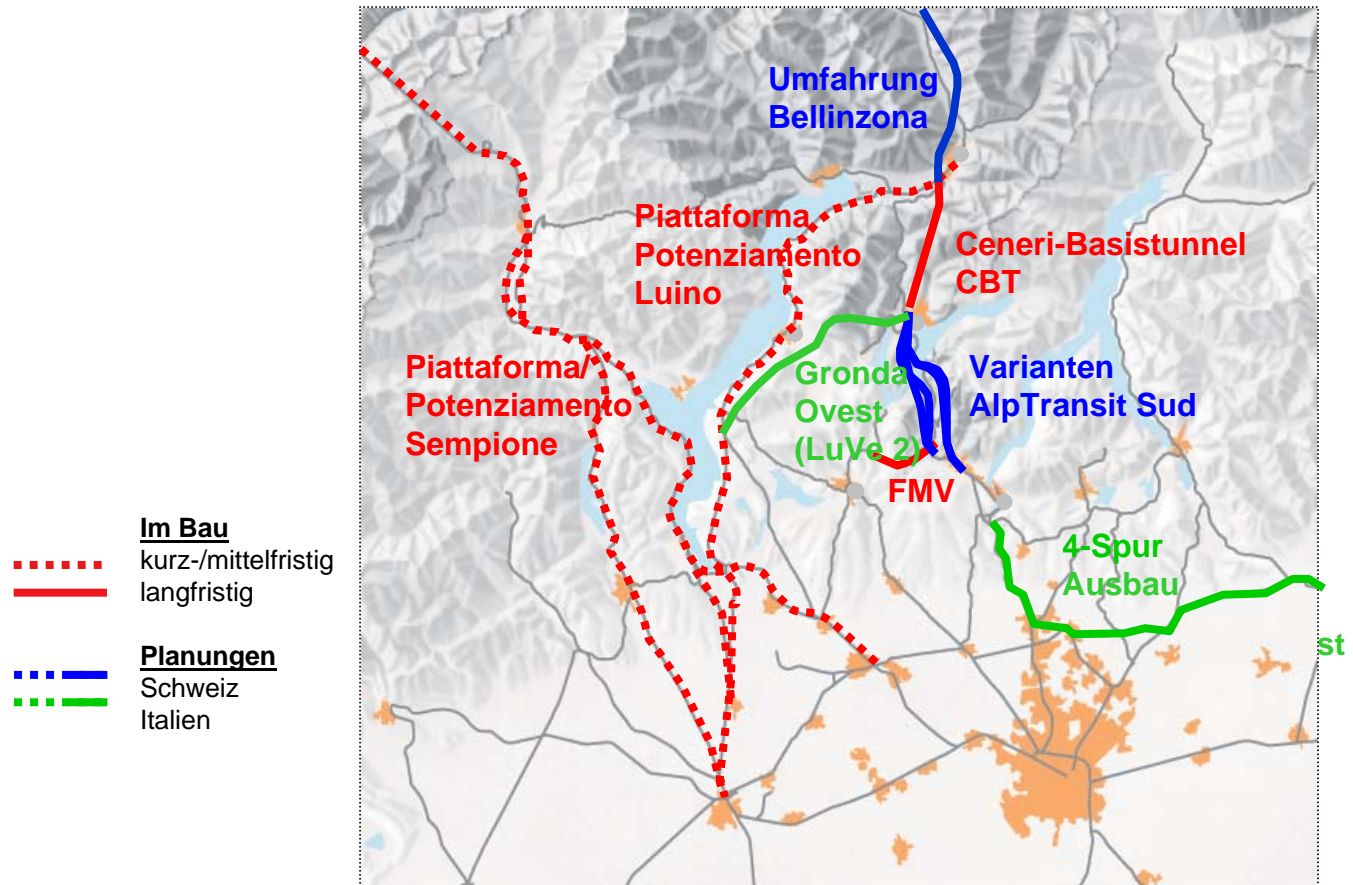 Umfahrung
Bellinzona
Piattaforma
Potenziamento
Luino
Ceneri-Basistunnel
CBT
Piattaforma/
Potenziamento
Sempione
Gronda
Ovest
(LuVe 2)
Varianten
AlpTransit Sud
FMV
4-Spur
Ausbau
st
Im Bau
kurz-/mittelfristig
langfristig
Planungen
Schweiz
Italien